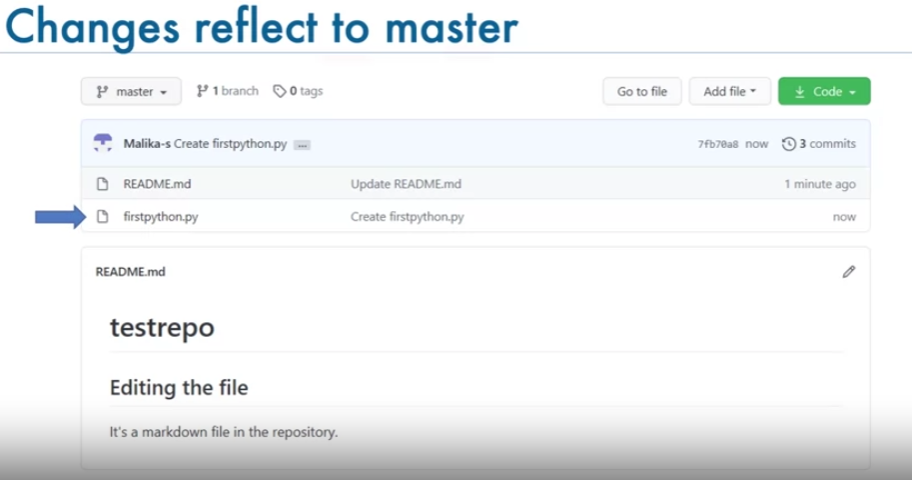 Changes reflect to master
master 1 branch 0 tags Go to file Add file Code
Malika-s Create firstpython.py ... 7fb70a8 now 3 commits
README.md Update README.md 1 minute ago
firstpython.py Create firstpython.py now
README.md
testrepo
Editing the file
It's a markdown file in the repository.